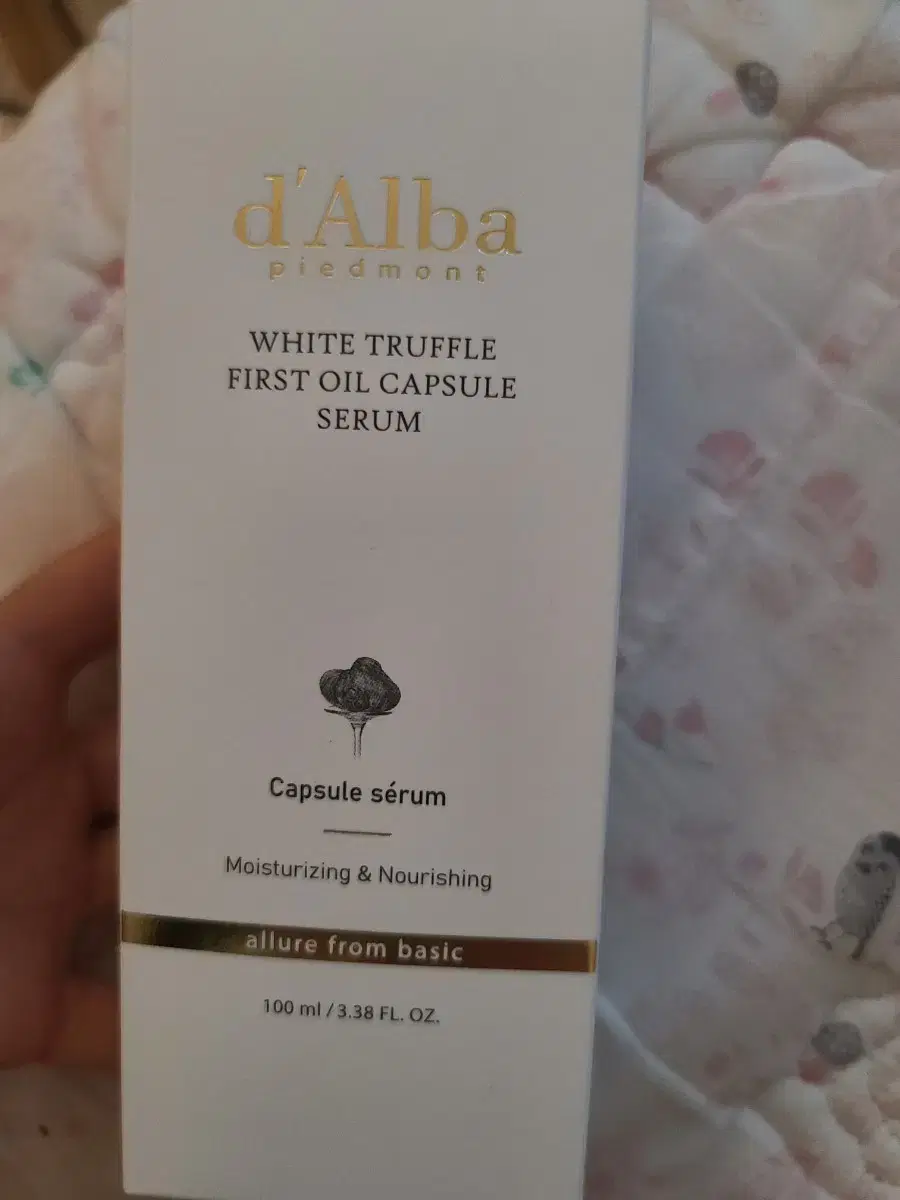 d'Alba
piedmont
WHITE TRUFFLE
FIRST OIL CAPSULE
SERUM
Capsule sérum
Moisturizing & Nourishing
allure from basic
100 ml / 3.38 FL. OZ.